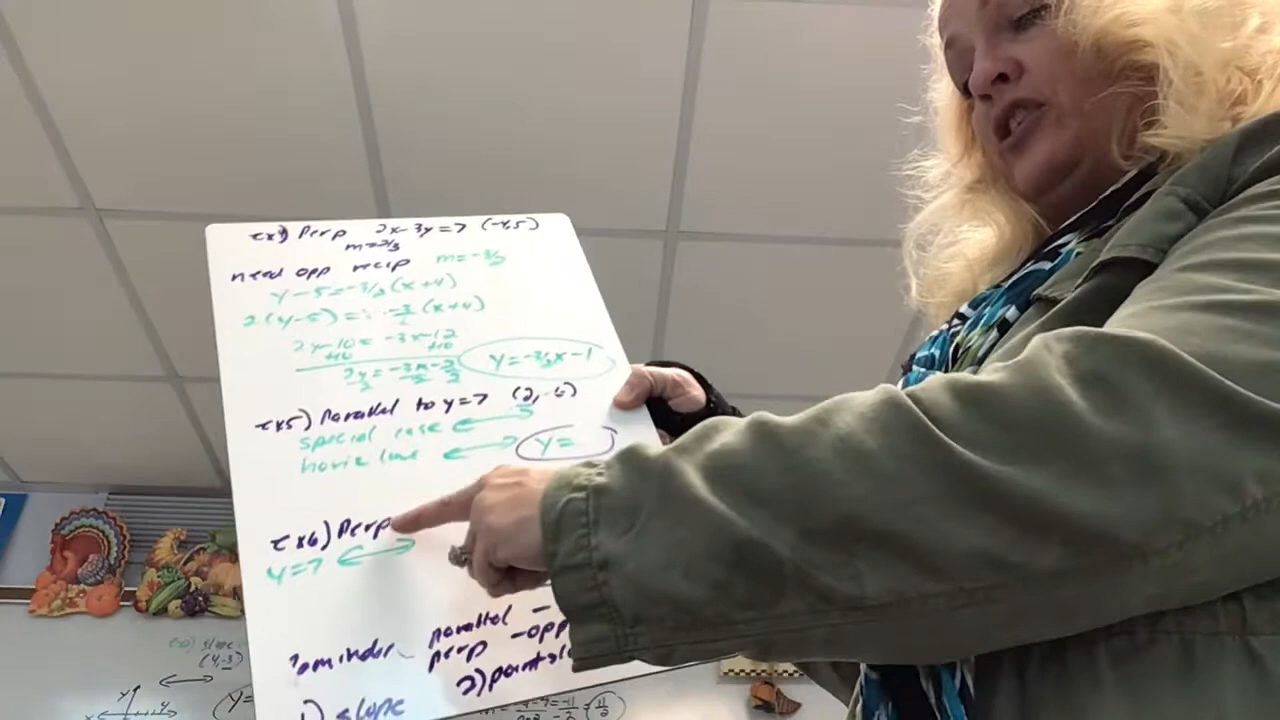 ex4) Perp 2x-3y=7 (-4,5)
m=2/3
need opp recip m=-3/2
y-5=-3/2(x+4)
2(y-5)= -3/2(x+4)
2y-10=-3x-12
+10 +10
2y=-3x-2
2 2 2
y=-3/2x-1
ex5) Parallel to y=7 (2,-6)
special case
horiz line y=
ex6) Perp
y=7
reminder parallel -
perp -opp
1) slope 2) point-slo
(4,-3)
y=